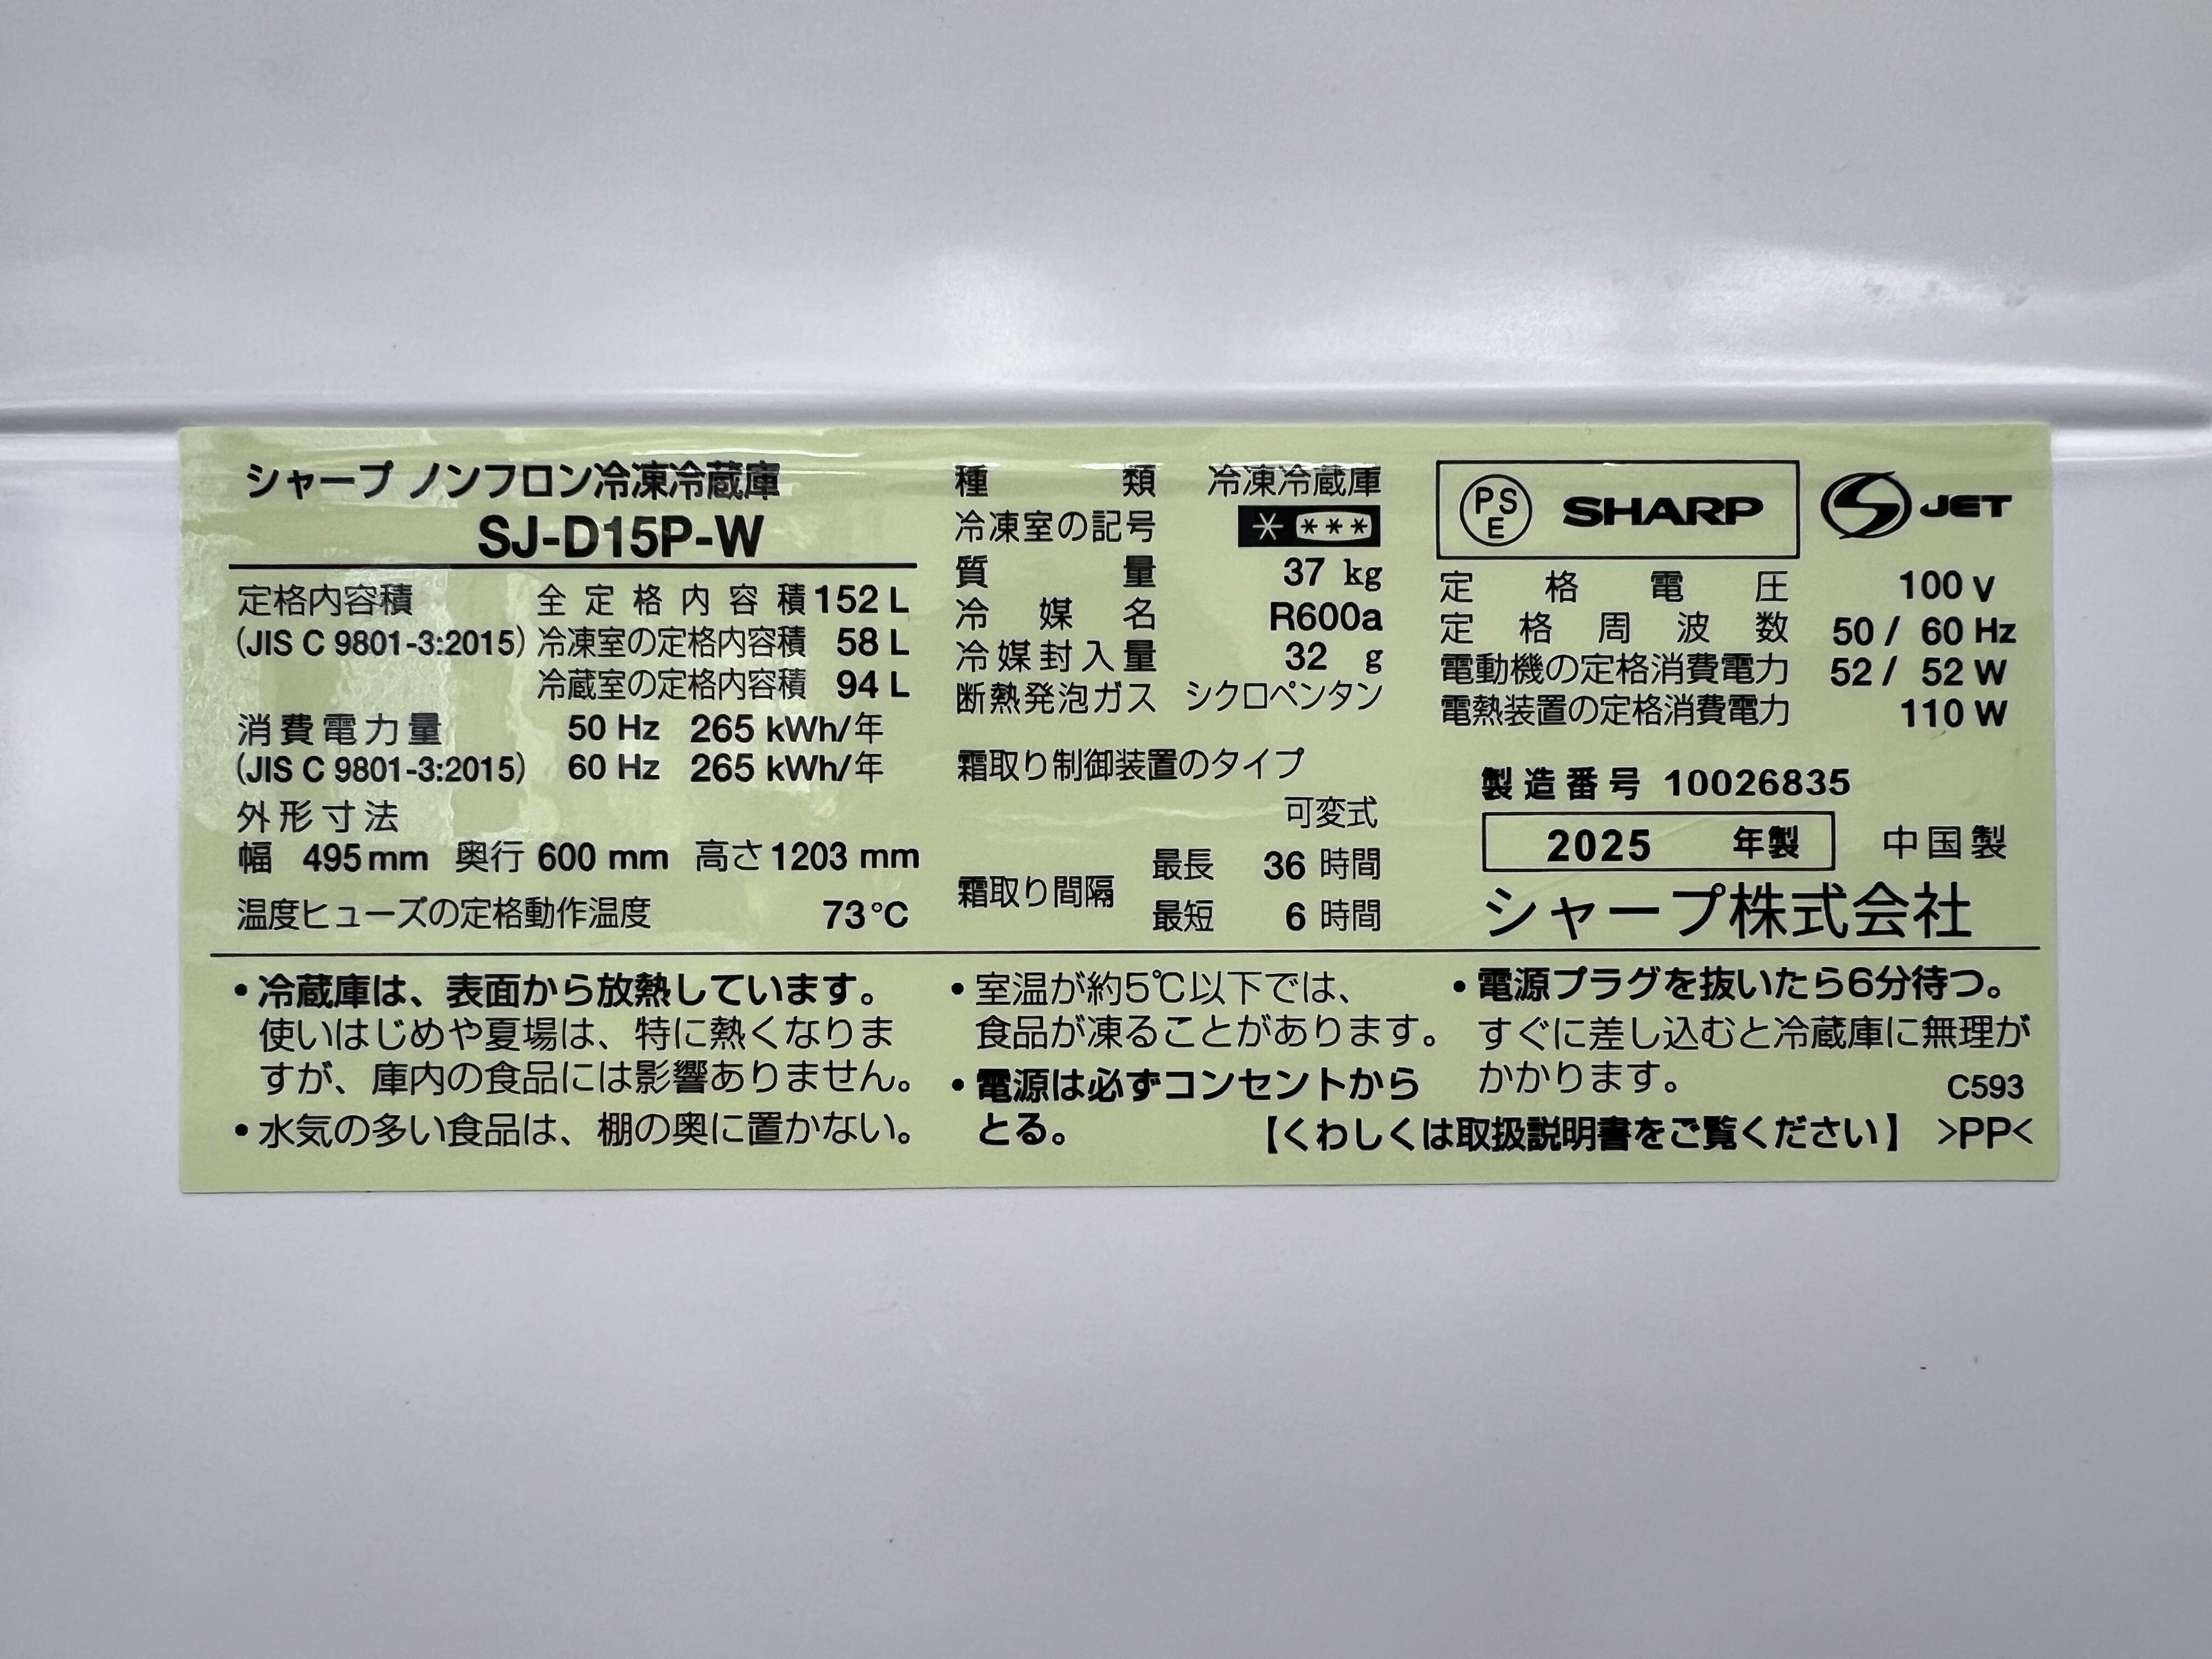 シャープ ノンフロン冷凍冷蔵庫
SJ-D15P-W
定格内容積 全定格内容積 152 L
(JIS C 9801-3:2015) 冷凍室の定格内容積 58 L
冷蔵室の定格内容積 94 L
消費電力量 50 Hz 265 kWh/年
(JIS C 9801-3:2015) 60 Hz 265 kWh/年
外形寸法
幅 495 mm 奥行 600 mm 高さ 1203 mm
温度ヒューズの定格動作温度 73℃
種類 冷凍冷蔵庫
冷凍室の記号 * ***
質量 37 kg
冷媒名 R600a
冷媒封入量 32 g
断熱発泡ガス シクロペンタン
霜取り制御装置のタイプ
可変式
霜取り間隔 最長 36 時間
最短 6 時間
PSE SHARP JET
定格電圧 100 V
定格周波数 50 / 60 Hz
電動機の定格消費電力 52 / 52 W
電熱装置の定格消費電力 110 W
製造番号 10026835
2025 年製 中国製
シャープ株式会社
・冷蔵庫は、表面から放熱しています。
使いはじめや夏場は、特に熱くなりま
すが、庫内の食品には影響ありません。
・水気の多い食品は、棚の奥に置かない。
・室温が約5℃以下では、
食品が凍ることがあります。
・電源は必ずコンセントから
とる。
・電源プラグを抜いたら6分待つ。
すぐに差し込むと冷蔵庫に無理が
かかります。 C593
【くわしくは取扱説明書をご覧ください】 >PP<